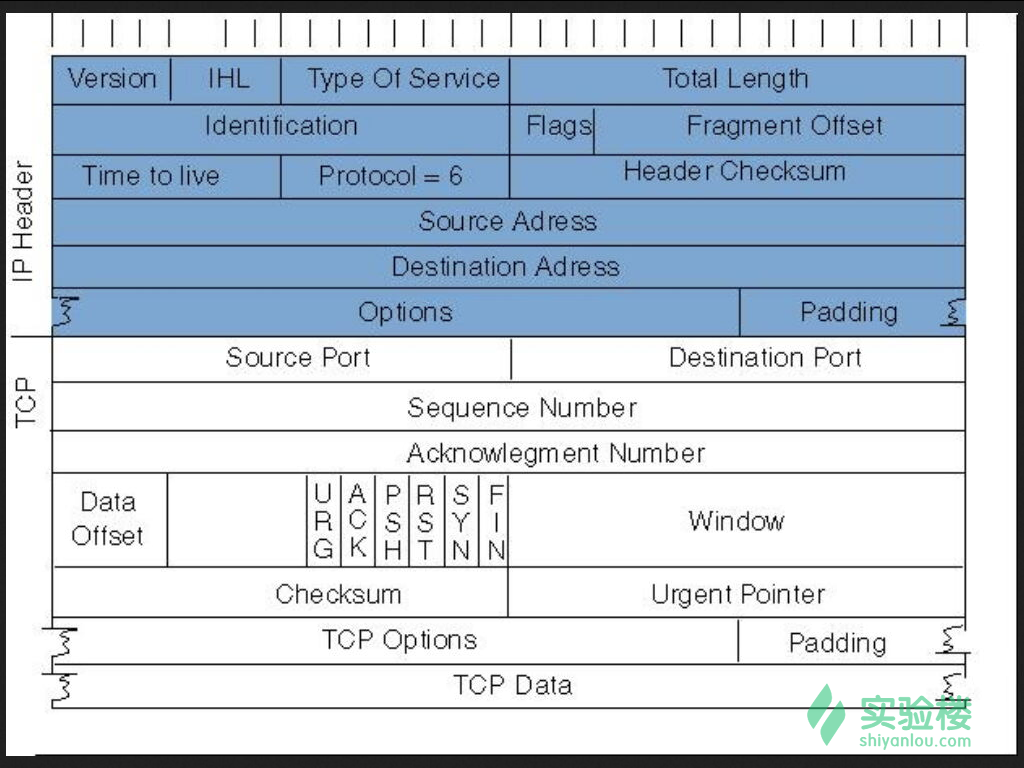 Version IHL Type Of Service Total Length
Identification Flags Fragment Offset
Time to live Protocol = 6 Header Checksum
Source Adress
Destination Adress
Options Padding
IP Header
Source Port Destination Port
Sequence Number
Acknowlegment Number
Data Offset URG ACK PSH RST SYN FIN Window
Checksum Urgent Pointer
TCP Options Padding
TCP Data
TCP
实验楼
shiyanlou.com